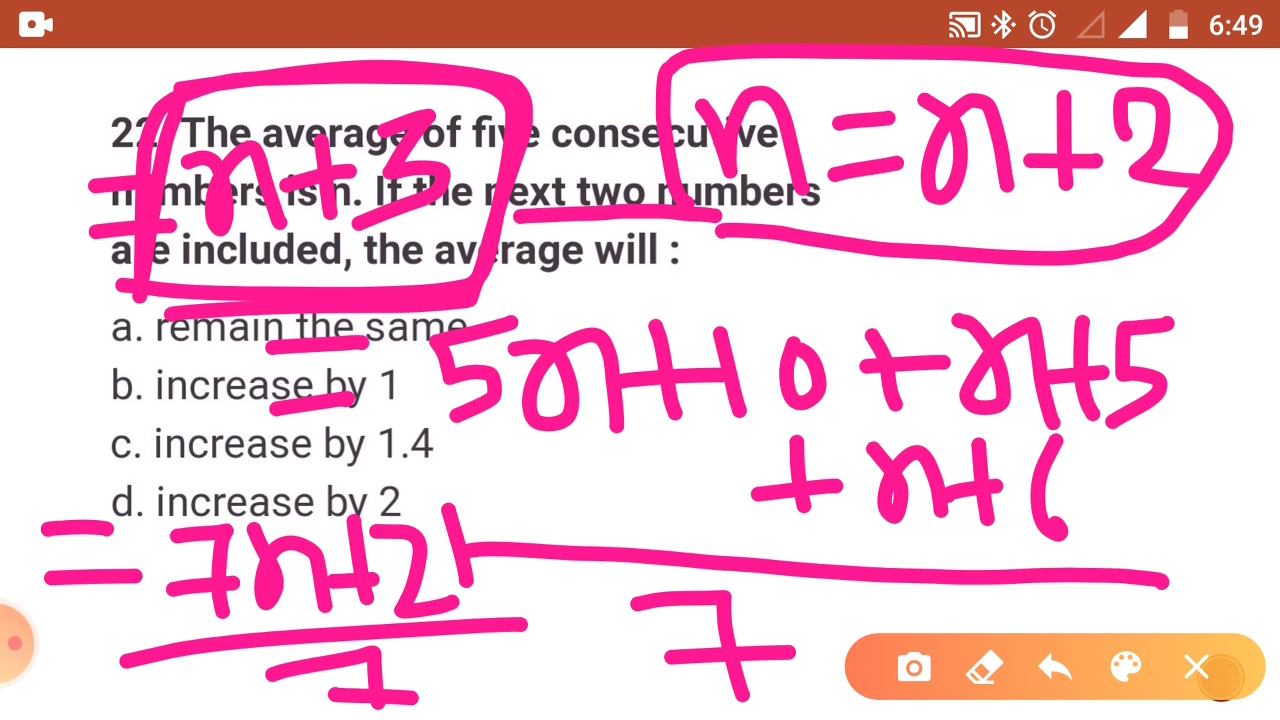 6:49
22. The average of five consecutive
numbers is n. If the next two numbers
are included, the average will :
a. remain the same
b. increase by 1
c. increase by 1.4
d. increase by 2
= x+3
n = x+2
= 5x+10 + x+5
+ x+6
7
= 7x+21
7